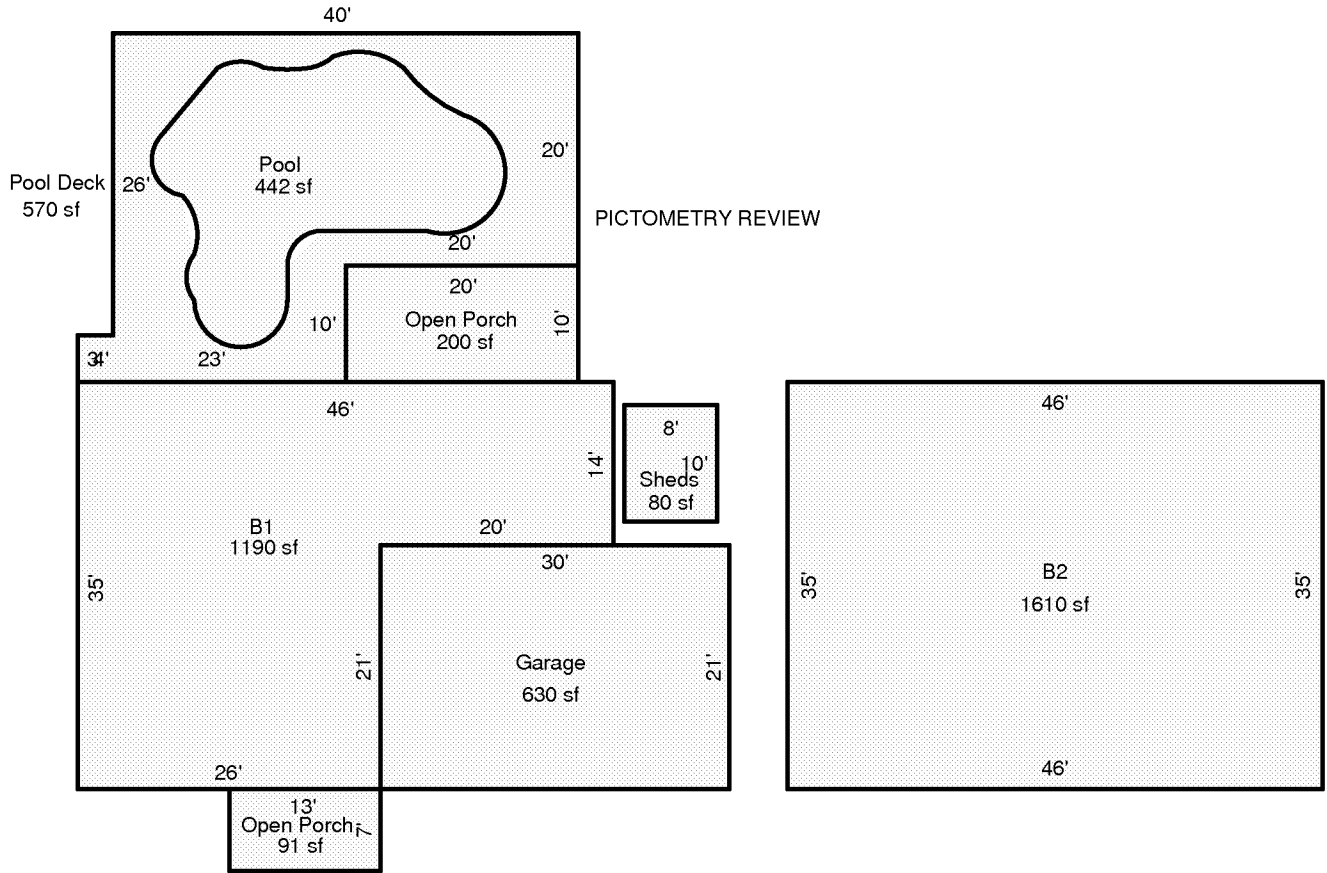 40'
20'
Pool
442 sf
Pool Deck
570 sf
26'
PICTOMETRY REVIEW
20'
20'
10'
Open Porch
200 sf
10'
3'
4'
23'
46'
46'
8'
10'
Sheds
80 sf
14'
B1
1190 sf
20'
30'
35'
35'
B2
1610 sf
35'
21'
Garage
630 sf
21'
26'
46'
13'
Open Porch
91 sf
7'